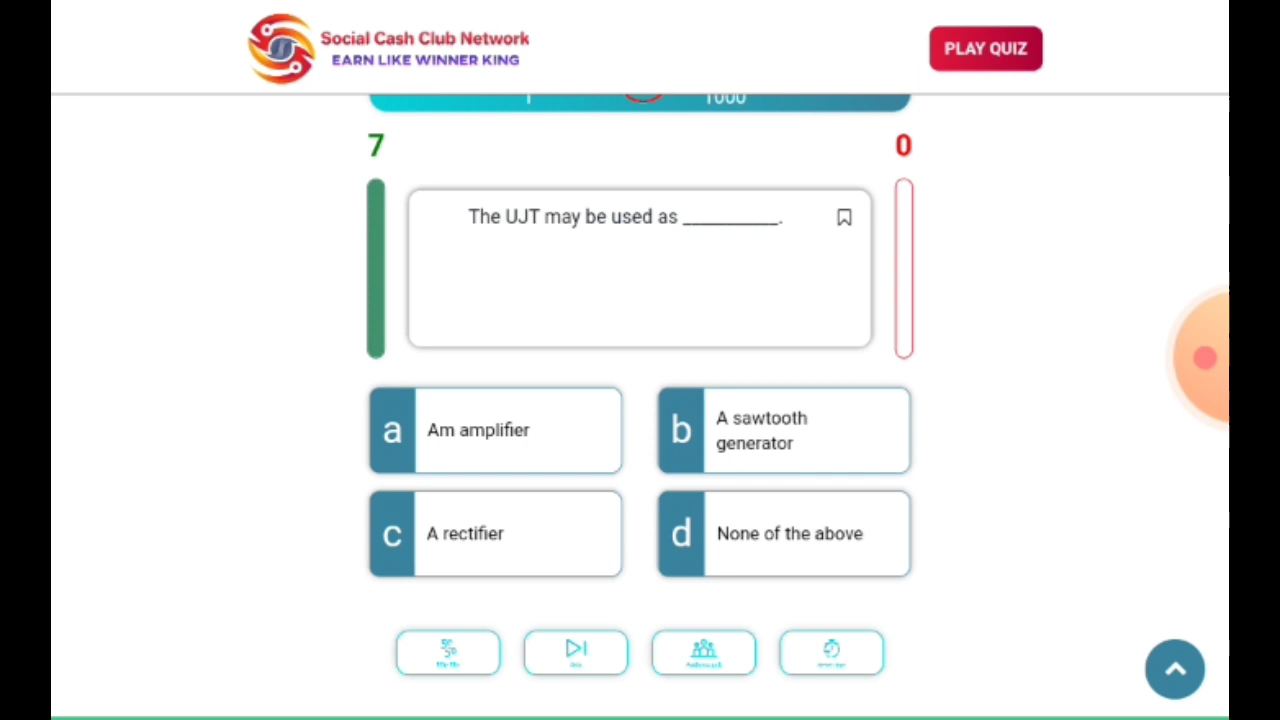 Social Cash Club Network
EARN LIKE WINNER KING
PLAY QUIZ
1000
7
0
The UJT may be used as __________.
a
Am amplifier
b
A sawtooth
generator
c
A rectifier
d
None of the above